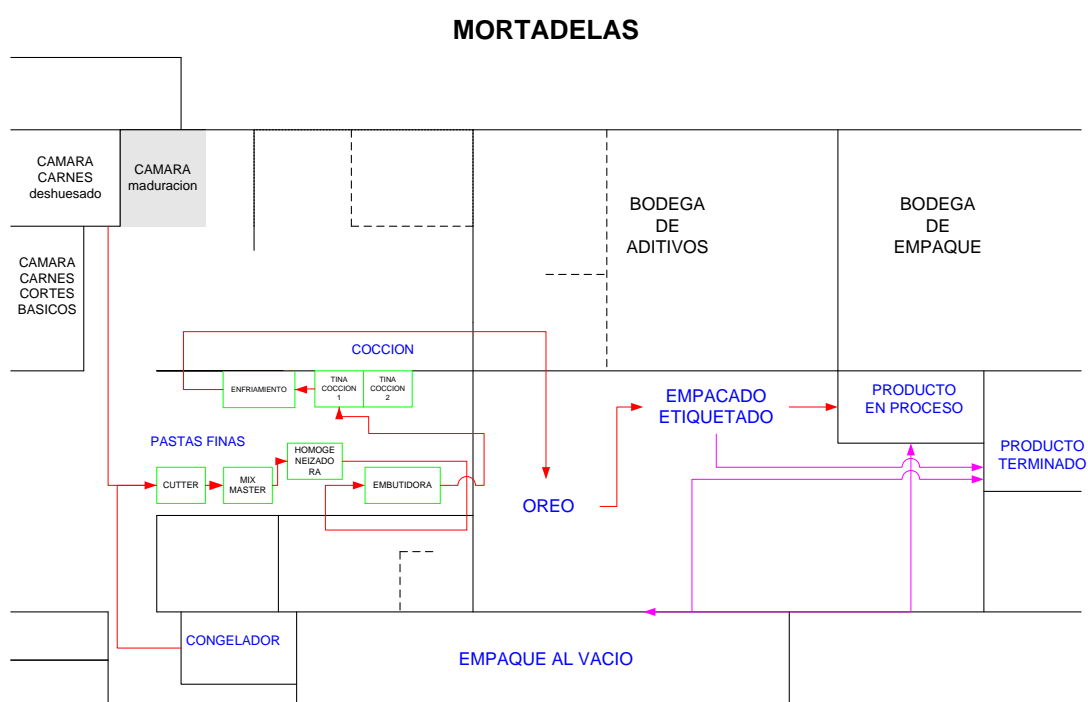 MORTADELAS
CAMARA
CARNES
deshuesado
CAMARA
maduracion
BODEGA
DE
ADITIVOS
BODEGA
DE
EMPAQUE
CAMARA
CARNES
CORTES
BASICOS
COCCION
ENFRIAMIENTO
TINA
COCCION
1
TINA
COCCION
2
EMPACADO
ETIQUETADO
PRODUCTO
EN PROCESO
PASTAS FINAS
HOMOGE
NEIZADO
RA
PRODUCTO
TERMINADO
CUTTER
MIX
MASTER
EMBUTIDORA
OREO
CONGELADOR
EMPAQUE AL VACIO